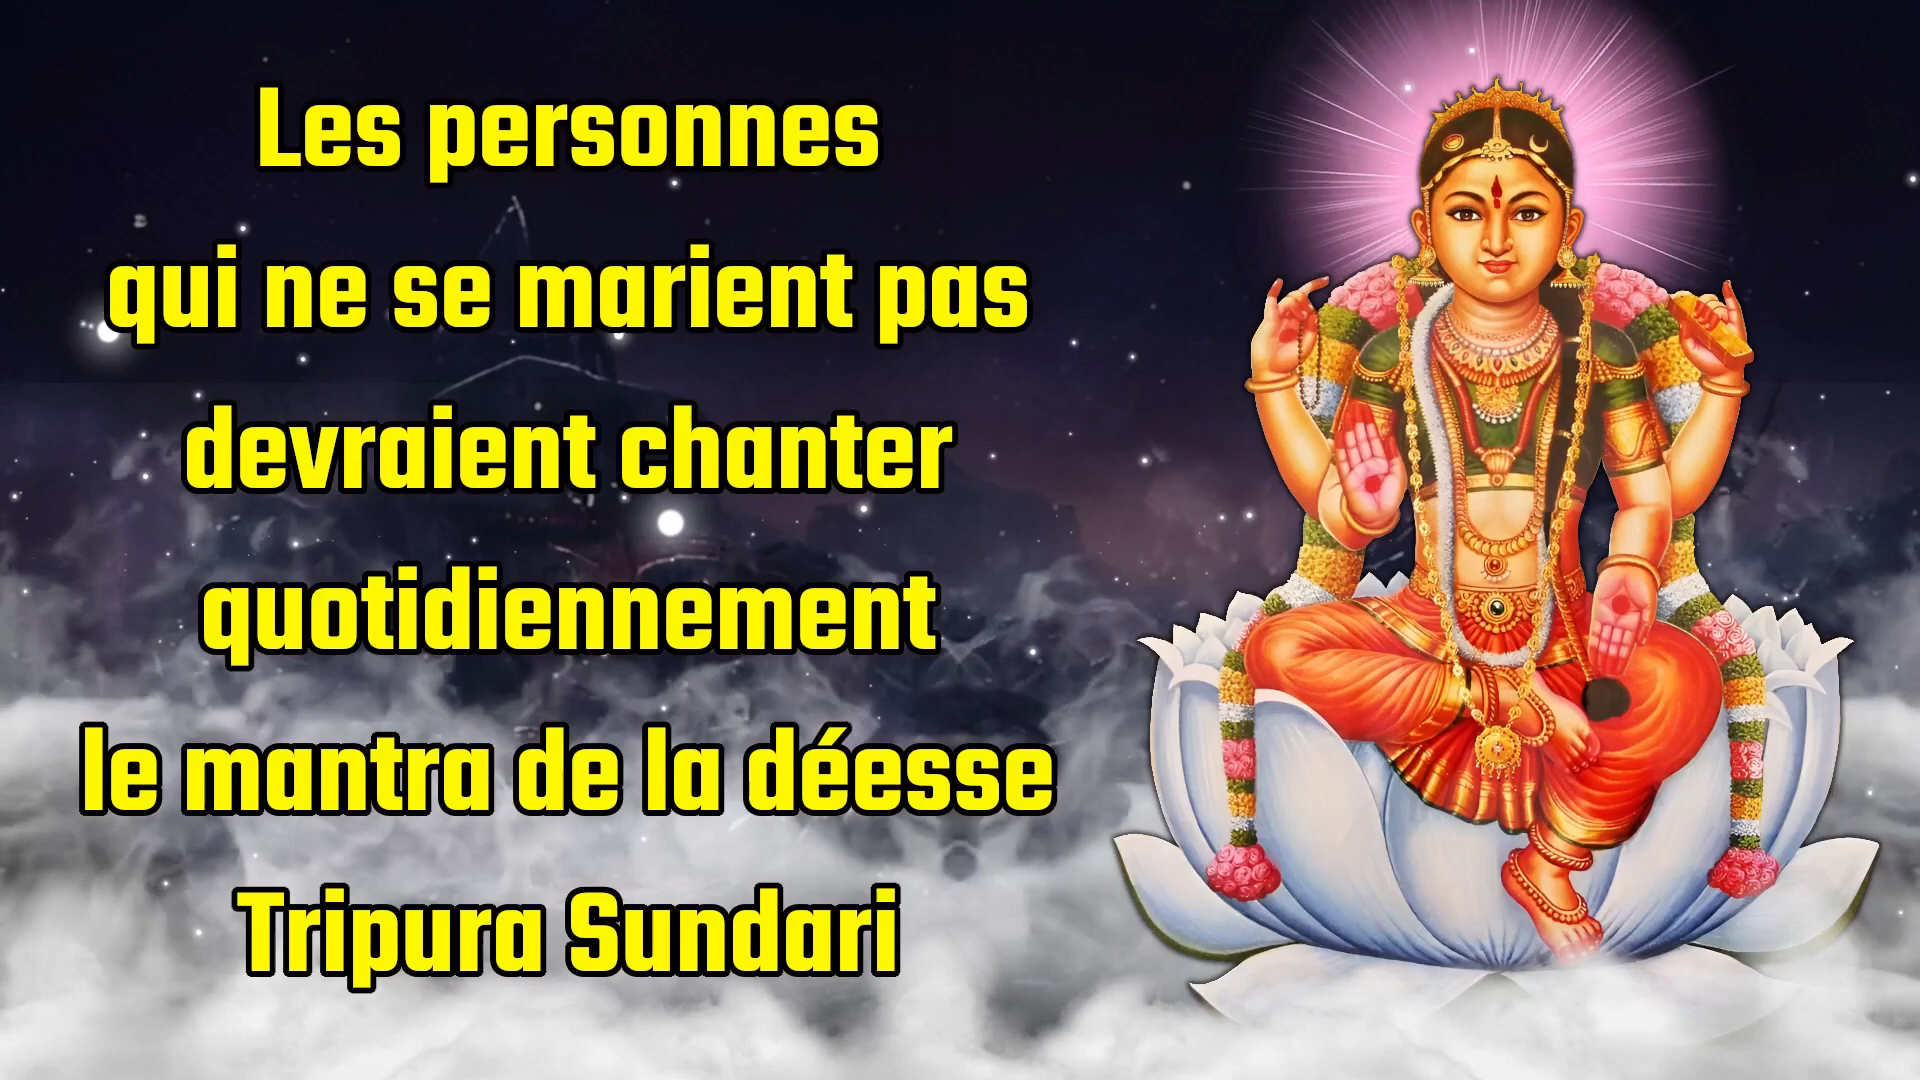 Les personnes
qui ne se marient pas
devraient chanter
quotidiennement
le mantra de la déesse
Tripura Sundari